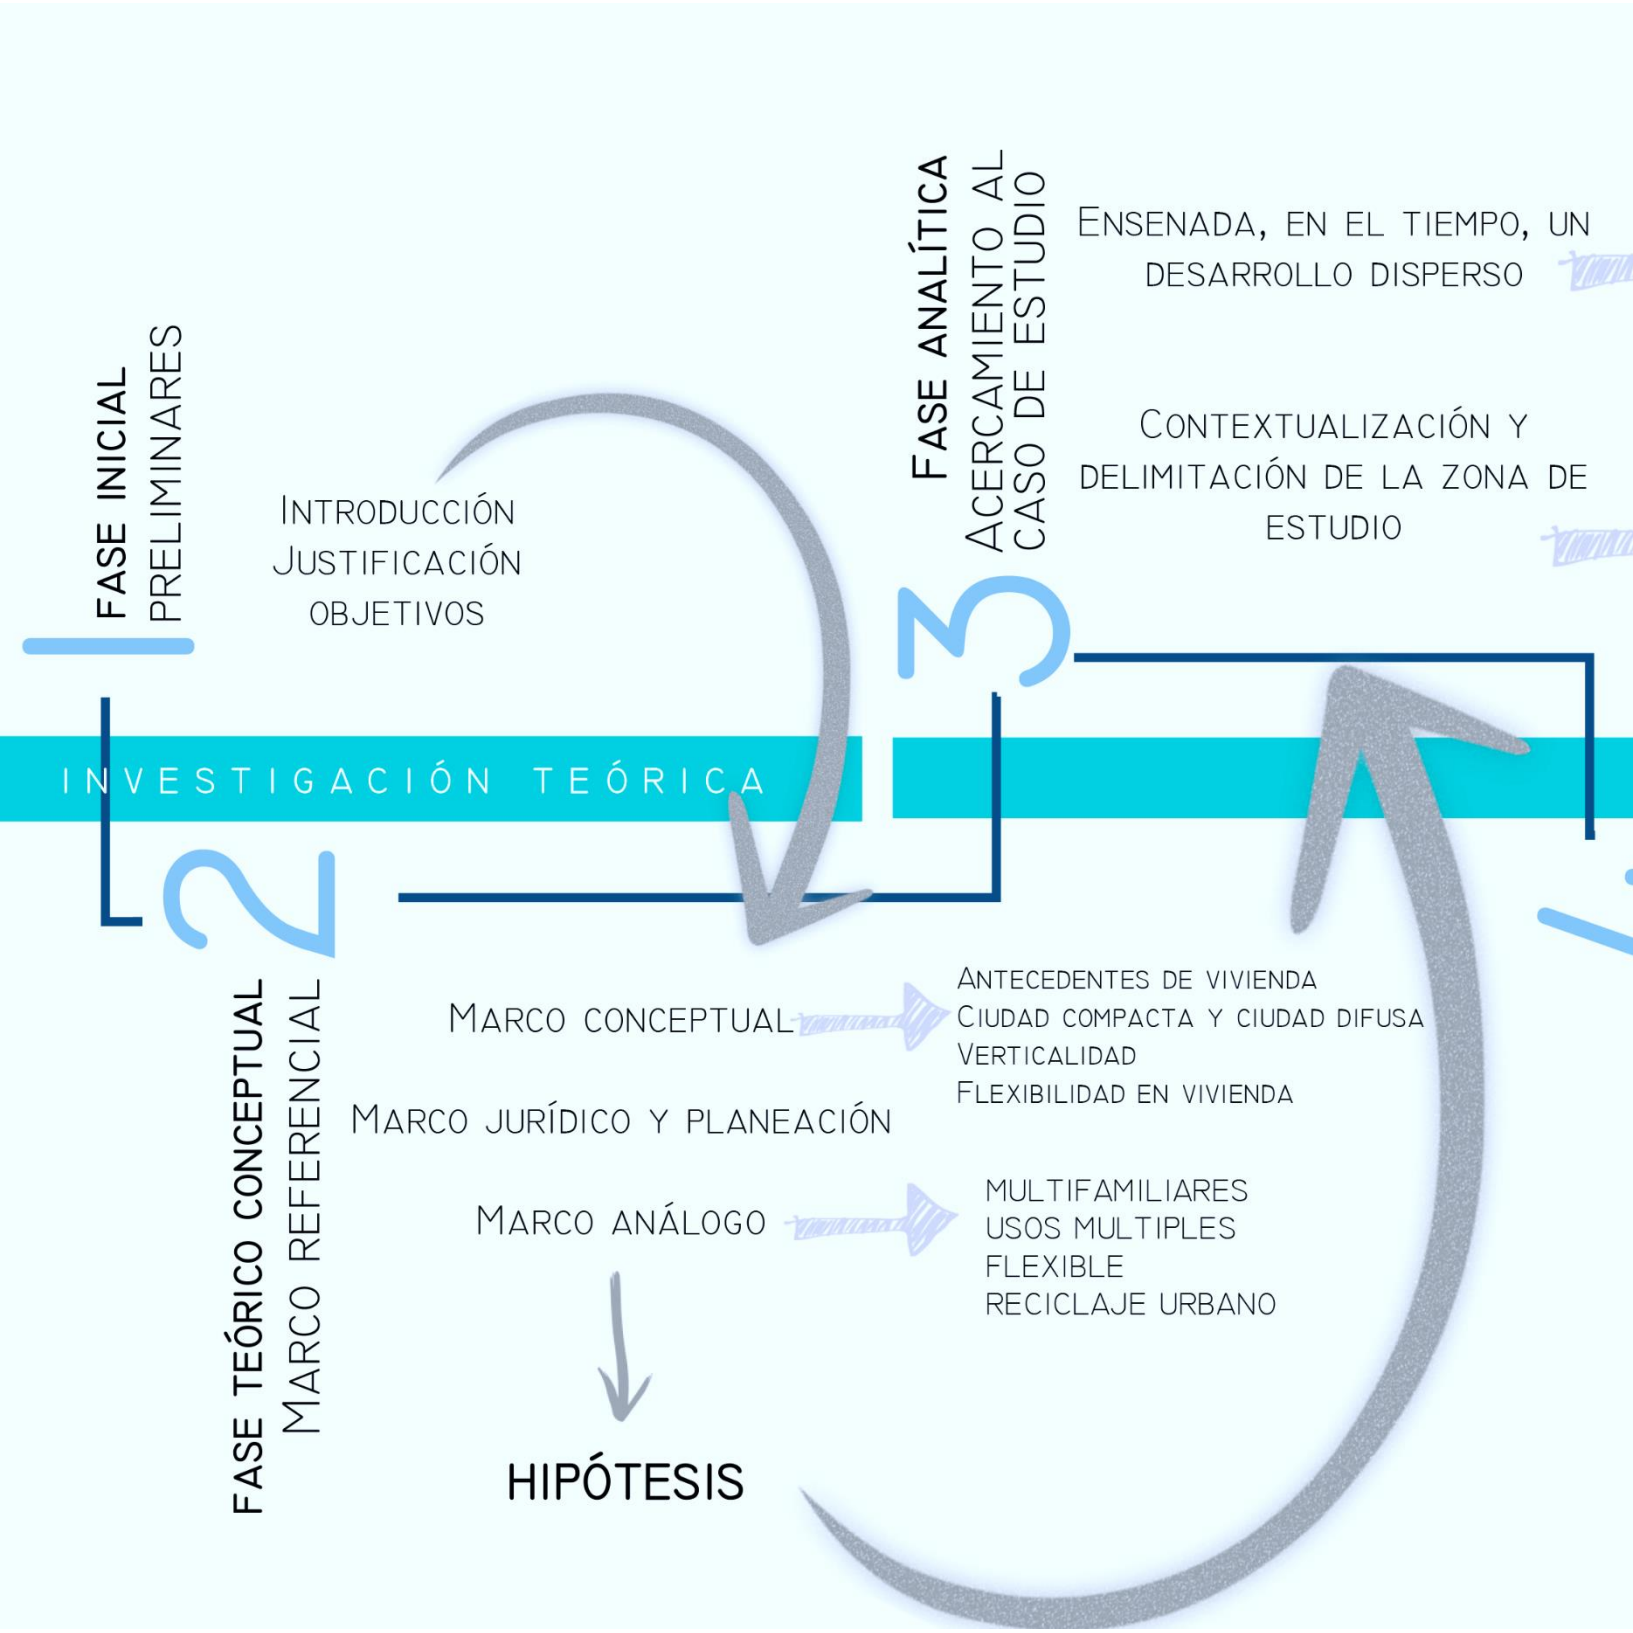 FASE INICIAL
PRELIMINARES
1
INTRODUCCIÓN
JUSTIFICACIÓN
OBJETIVOS
INVESTIGACIÓN TEÓRICA
2
FASE TEÓRICO CONCEPTUAL
MARCO REFERENCIAL
MARCO CONCEPTUAL
ANTECEDENTES DE VIVIENDA
CIUDAD COMPACTA Y CIUDAD DIFUSA
VERTICALIDAD
FLEXIBILIDAD EN VIVIENDA
MARCO JURÍDICO Y PLANEACIÓN
MARCO ANÁLOGO
MULTIFAMILIARES
USOS MULTIPLES
FLEXIBLE
RECICLAJE URBANO
HIPÓTESIS
3
FASE ANALÍTICA
ACERCAMIENTO AL
CASO DE ESTUDIO
ENSENADA, EN EL TIEMPO, UN
DESARROLLO DISPERSO
CONTEXTUALIZACIÓN Y
DELIMITACIÓN DE LA ZONA DE
ESTUDIO